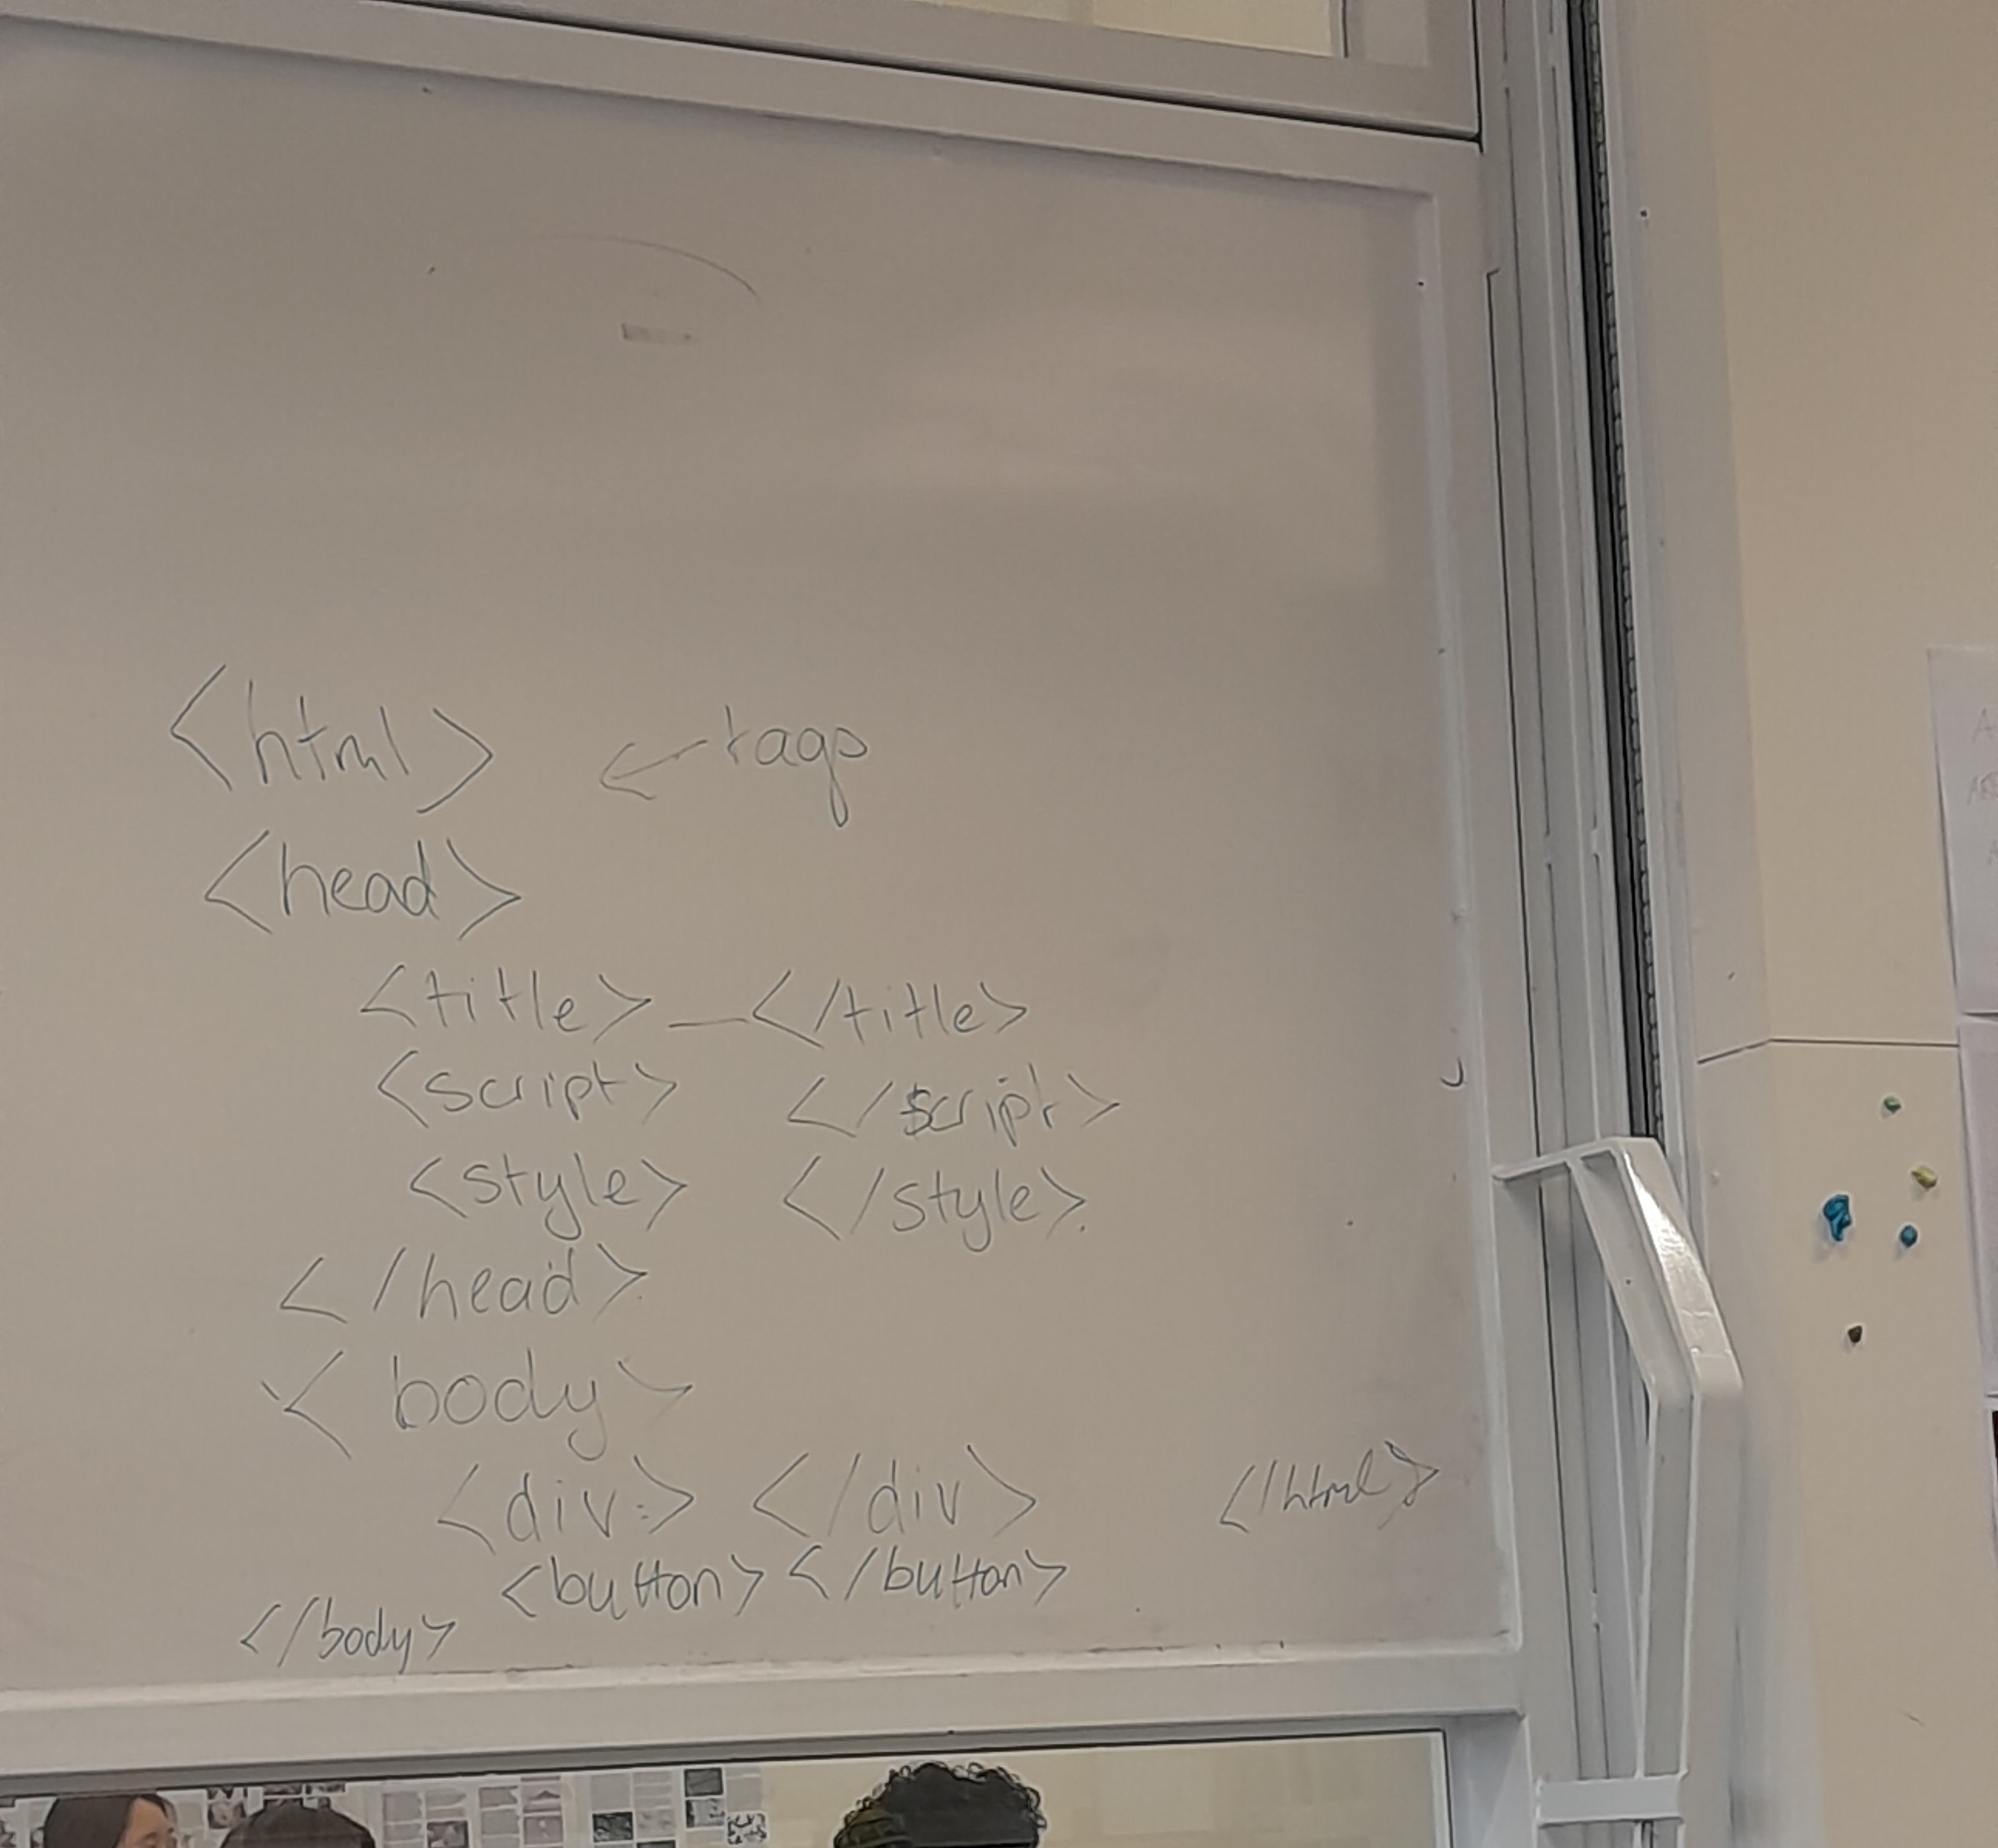 <html> ← tags
<head>
<title>_</title>
<script> </script>
<style> </style>
</head>
<body>
<div> </div>
<button></button>
</body>
</html>